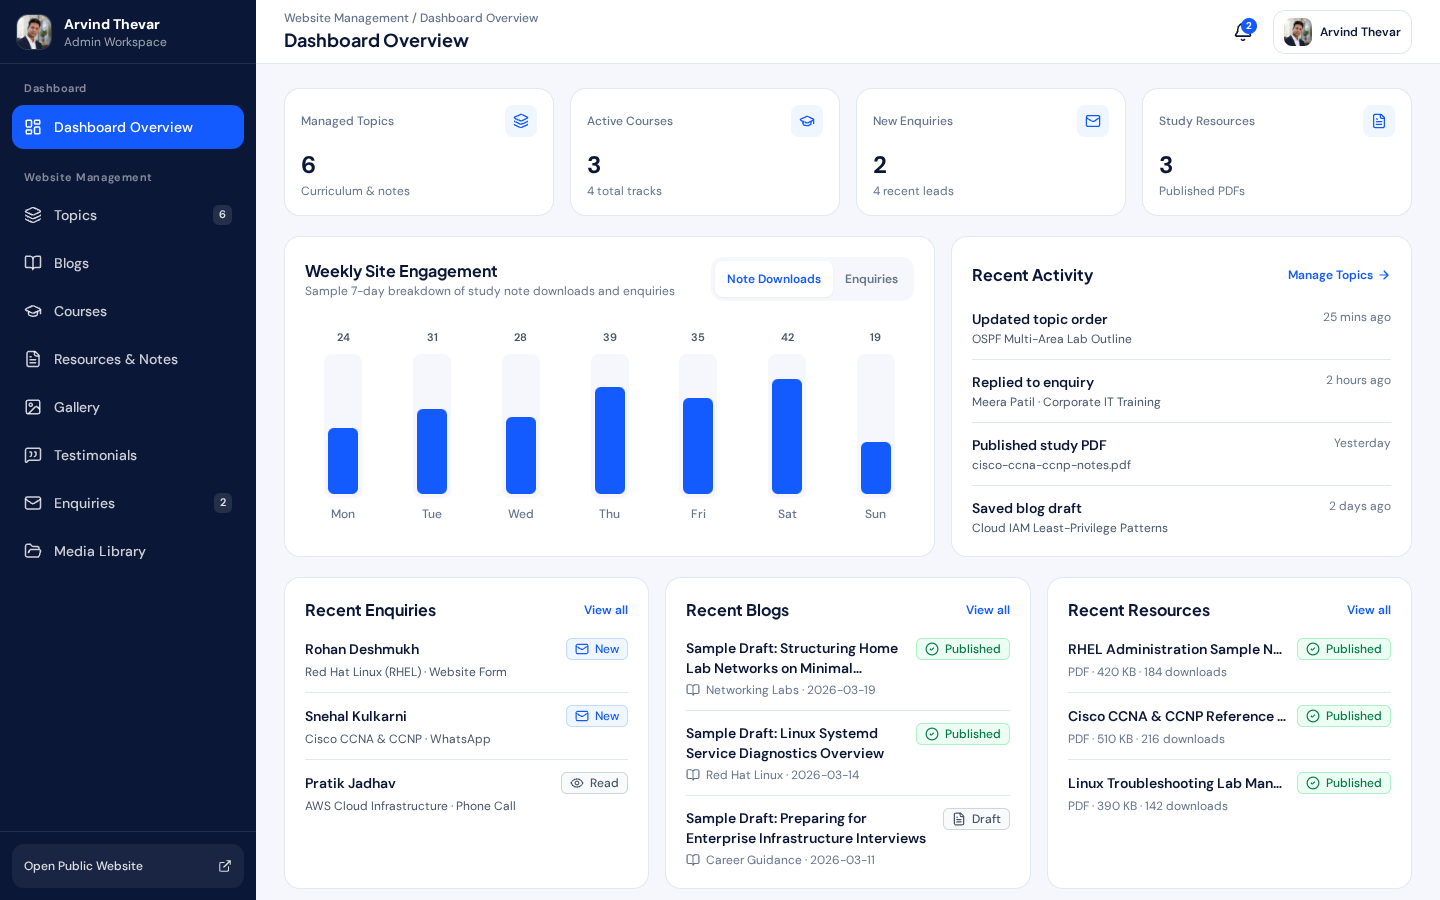 Arvind Thevar
Admin Workspace
Dashboard
Dashboard Overview
Website Management
Topics
6
Blogs
Courses
Resources & Notes
Gallery
Testimonials
Enquiries
2
Media Library
Open Public Website
Website Management / Dashboard Overview
Dashboard Overview
2
Arvind Thevar
Managed Topics
6
Curriculum & notes
Active Courses
3
4 total tracks
New Enquiries
2
4 recent leads
Study Resources
3
Published PDFs
Weekly Site Engagement
Sample 7-day breakdown of study note downloads and enquiries
Note Downloads
Enquiries
24 31 28 39 35 42 19
Mon Tue Wed Thu Fri Sat Sun
Recent Activity
Manage Topics →
Updated topic order
25 mins ago
OSPF Multi-Area Lab Outline
Replied to enquiry
2 hours ago
Meera Patil · Corporate IT Training
Published study PDF
Yesterday
cisco-ccna-ccnp-notes.pdf
Saved blog draft
2 days ago
Cloud IAM Least-Privilege Patterns
Recent Enquiries
View all
Rohan Deshmukh
New
Red Hat Linux (RHEL) · Website Form
Snehal Kulkarni
New
Cisco CCNA & CCNP · WhatsApp
Pratik Jadhav
Read
AWS Cloud Infrastructure · Phone Call
Recent Blogs
View all
Sample Draft: Structuring Home
Lab Networks on Minimal...
Published
Networking Labs · 2026-03-19
Sample Draft: Linux Systemd
Service Diagnostics Overview
Published
Red Hat Linux · 2026-03-14
Sample Draft: Preparing for
Enterprise Infrastructure Interviews
Draft
Career Guidance · 2026-03-11
Recent Resources
View all
RHEL Administration Sample N...
Published
PDF · 420 KB · 184 downloads
Cisco CCNA & CCNP Reference ...
Published
PDF · 510 KB · 216 downloads
Linux Troubleshooting Lab Man...
Published
PDF · 390 KB · 142 downloads